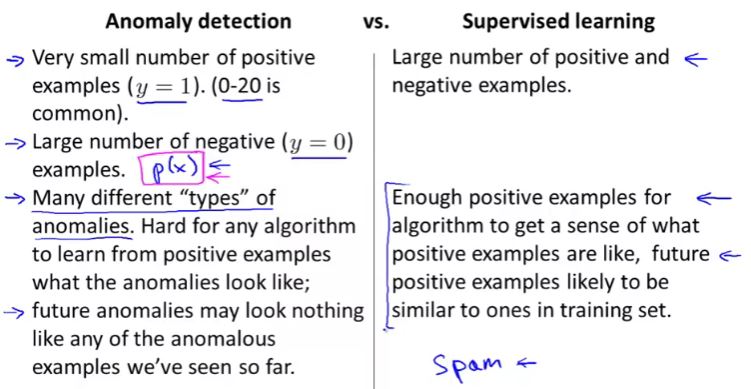 Anomaly detection vs. Supervised learning
Very small number of positive
examples (y = 1). (0-20 is
common).
Large number of negative (y = 0)
examples. p(x)
Many different “types” of
anomalies. Hard for any algorithm
to learn from positive examples
what the anomalies look like;
future anomalies may look nothing
like any of the anomalous
examples we’ve seen so far.
Large number of positive and
negative examples.
Enough positive examples for
algorithm to get a sense of what
positive examples are like, future
positive examples likely to be
similar to ones in training set.
Spam